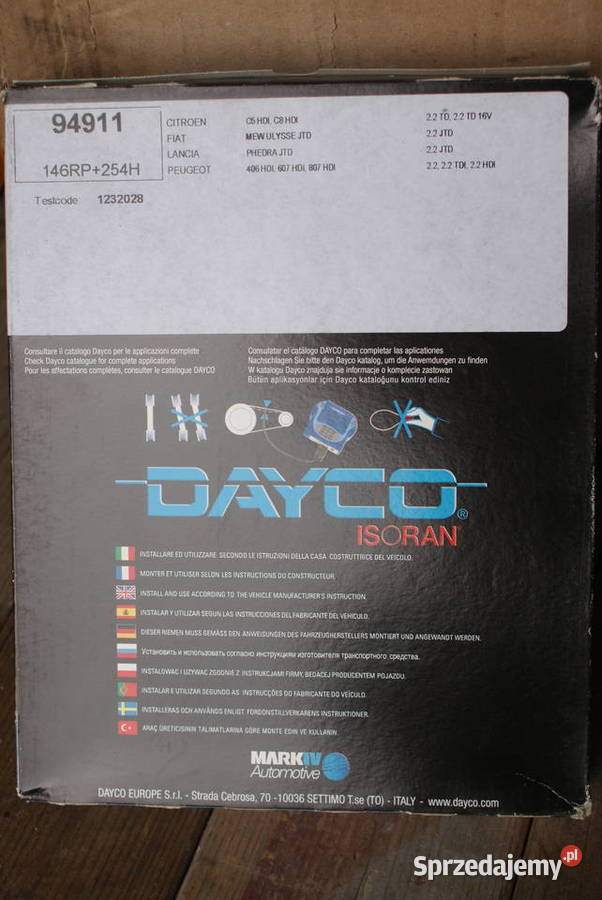 94911
146RP+254H
CITROEN C5 HDI, C8 HDI 2.2 TD, 2.2 TD 16V
FIAT MEW ULYSSE JTD 2.2 JTD
LANCIA PHEDRA JTD 2.2 JTD
PEUGEOT 406 HDI, 607 HDI, 807 HDI 2.2, 2.2 TDI, 2.2 HDI
Testcode 1232028
Consultare il catalogo Dayco per le applicazioni complete
Check Dayco catalogue for complete applications
Pour les affectations complètes, consulter le catalogue DAYCO
Consulatar el catálogo DAYCO para completar las aplicationes
Nachschlagen Sie bitte den Dayco katalog, um die Anwemdungen zu finden
W katalogu Dayco znajduja sie informacje o komplecie zastowan
Bütün aplikasyonlar için Dayco kataloğunu kontrol ediniz
DAYCO®
ISORAN®
INSTALLARE ED UTILIZZARE SECONDO LE ISTRUZIONI DELLA CASA COSTRUTTRICE DEL VEICOLO.
MONTER ET UTILISER SELON LES INSTRUCTIONS DU CONSTRUCTEUR.
INSTALL AND USE ACCORDING TO THE VEHICLE MANUFACTURER'S INSTRUCTION.
INSTALAR Y UTILIZAR SEGUN LAS INSTRUCCIONES DEL FABRICANTE DEL VEHICULO.
DIESER RIEMEN MUSS GEMÄSS DEN ANWEISUNGEN DES FAHRZEUGHERSTELLERS MONTIERT UND ANGEWANDT WERDEN.
Установить и использовать согласно инструкциям изготовителя транспортного средства.
INSTALOWAC I UZYWAC ZGODNIE Z INSTRUKCJAMI FIRMY, BEDACEJ PRODUCENTEM POJAZDU.
INSTALAR E UTILIZAR SEGUNDO AS INSTRUCÇÕES DO FABRICANTE DO VEÍCULO.
INSTALLERAS OCH ANVÄNDS ENLIGT FORDONSTILLVERKARENS INSTRUKTIONER.
ARAÇ ÜRETICISININ TALIMATLARINA GÖRE MONTE EDIN VE KULLANIN.
MARK IV
Automotive
DAYCO EUROPE S.r.l. - Strada Cebrosa, 70 -10036 SETTIMO T.se (TO) - ITALY - www.dayco.com
Sprzedajemy.pl